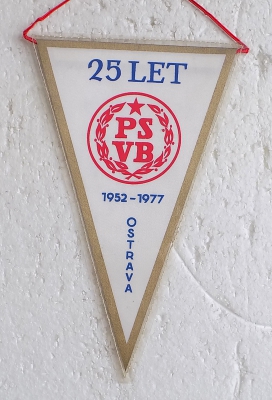 25 LET
PS
VB
1952-1977
OSTRAVA